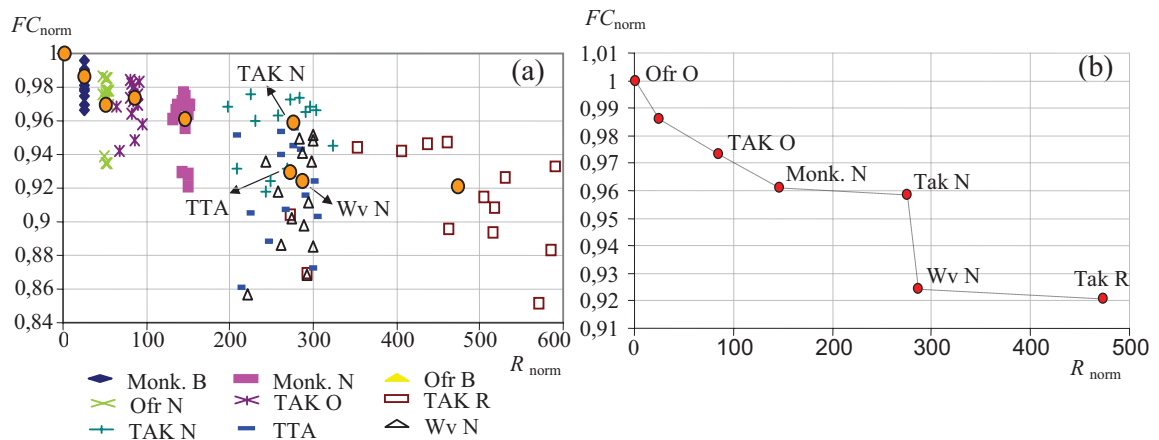 FCnorm
1
0,98
0,96
0,94
0,92
0,9
0,88
0,86
0,84
0 100 200 300 400 500 600
R norm
(a)
TAK N
TTA
Wv N
Monk. B Monk. N Ofr B
Ofr N TAK O TAK R
TAK N TTA Wv N
FCnorm
1,01
1
0,99
0,98
0,97
0,96
0,95
0,94
0,93
0,92
0,91
0 100 200 300 400 500
R norm
(b)
Ofr O
TAK O
Monk. N
Tak N
Wv N
Tak R